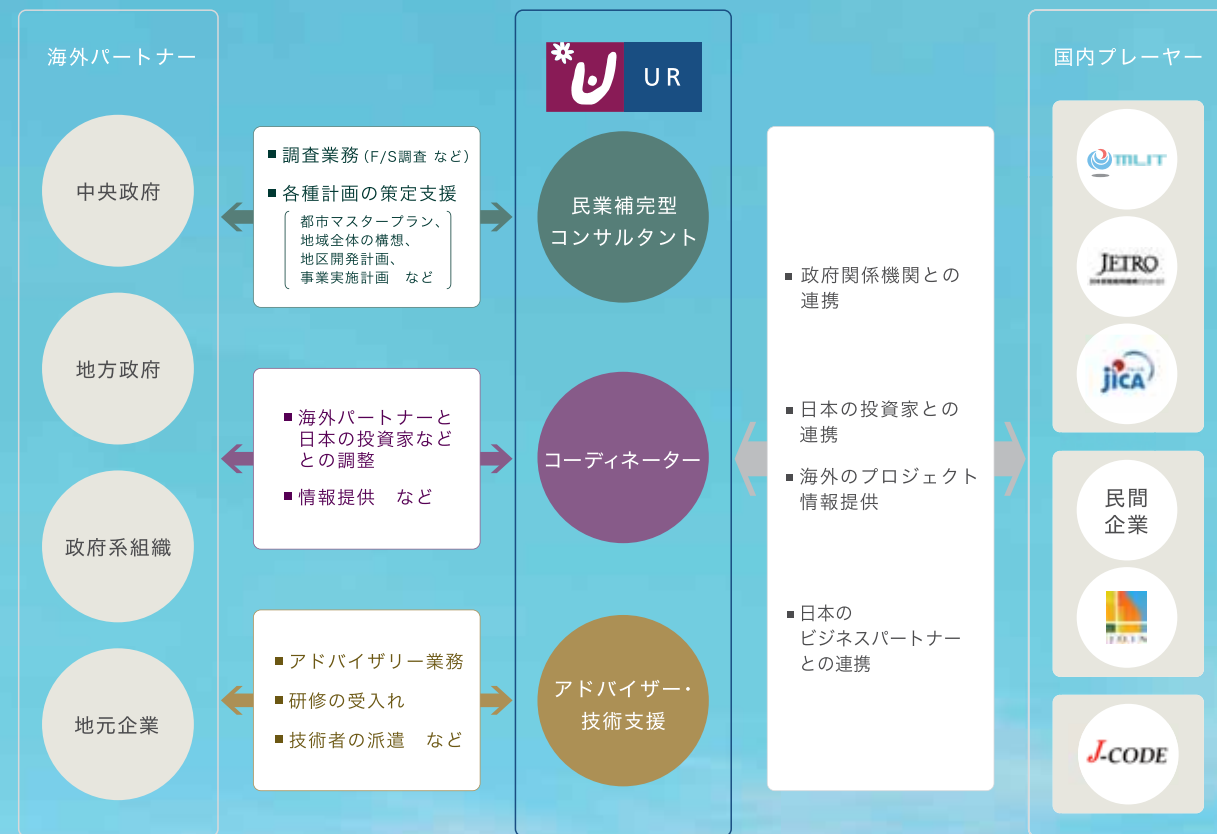 海外パートナー
中央政府
地方政府
政府系組織
地元企業
■ 調査業務（F/S調査 など）
■ 各種計画の策定支援
都市マスタープラン、
地域全体の構想、
地区開発計画、
事業実施計画　など
■ 海外パートナーと
日本の投資家など
との調整
■ 情報提供　など
■ アドバイザリー業務
■ 研修の受入れ
■ 技術者の派遣　など
UR
民業補完型
コンサルタント
コーディネーター
アドバイザー・
技術支援
■ 政府関係機関との
連携
■ 日本の投資家との
連携
■ 海外のプロジェクト
情報提供
■ 日本の
ビジネスパートナー
との連携
国内プレーヤー
MLIT
JETRO
jICA
民間
企業
J-CODE